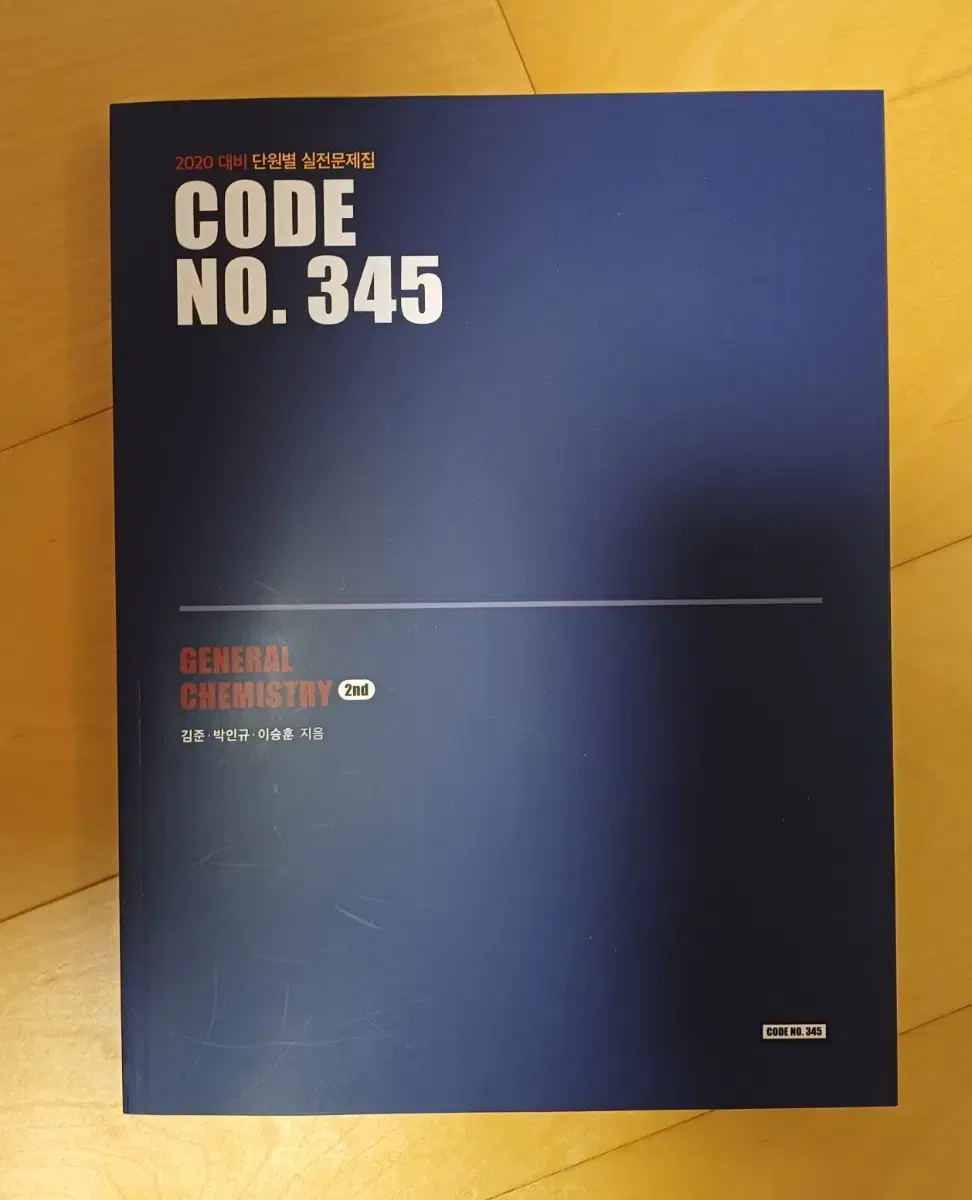 2020 대비 단원별 실전문제집
CODE
NO. 345
GENERAL
CHEMISTRY 2nd
김준 · 박인규 · 이승훈 지음
CODE NO. 345